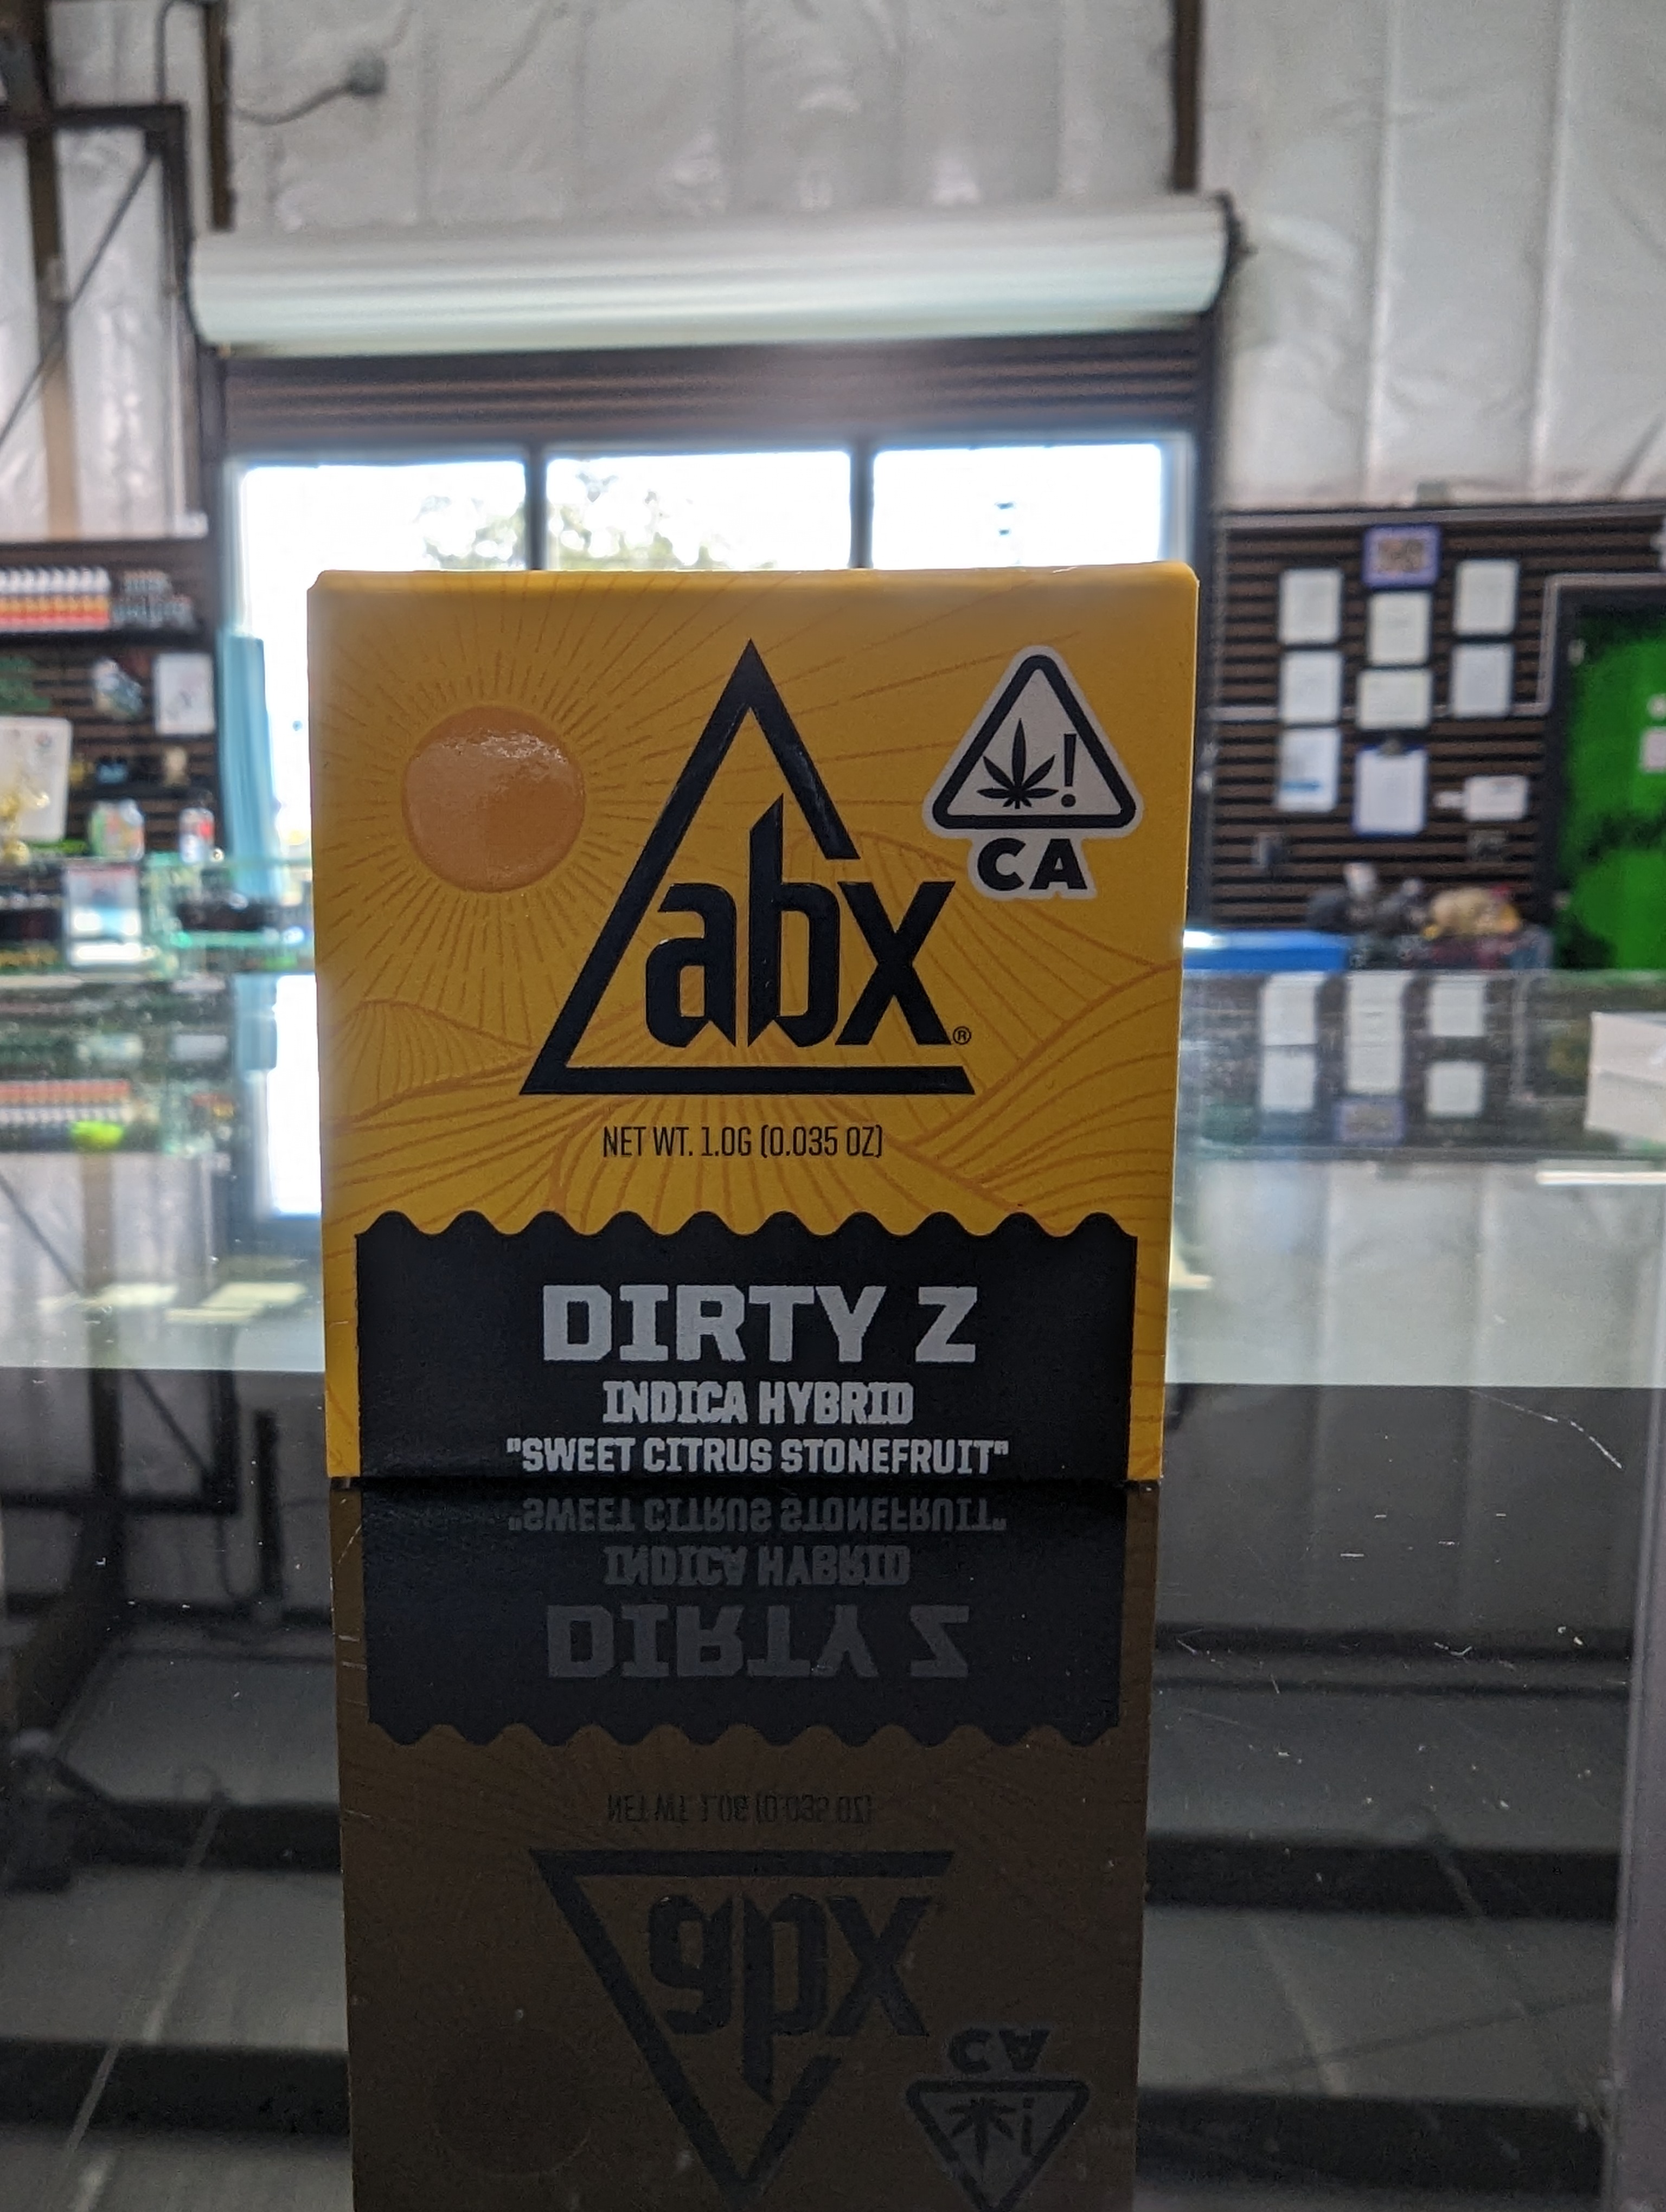 abx®
!
CA
NET WT. 1.0G (0.035 OZ)
DIRTY Z
INDICA HYBRID
"SWEET CITRUS STONEFRUIT"